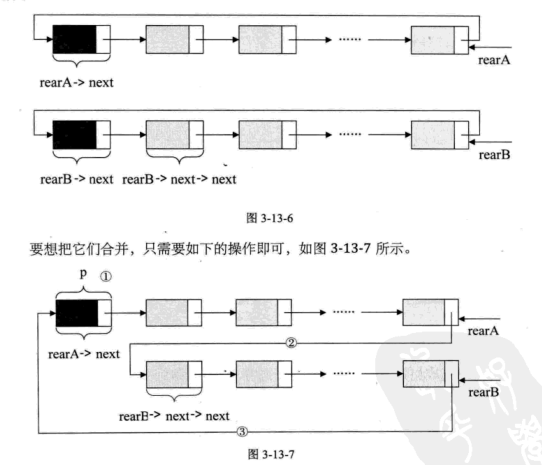 ......
rearA
rearA-> next
......
rearB
rearB-> next rearB-> next-> next
图 3-13-6
要想把它们合并，只需要如下的操作即可，如图 3-13-7 所示。
p ①
......
rearA
rearA-> next
②
......
rearB
rearB-> next-> next
③
图 3-13-7